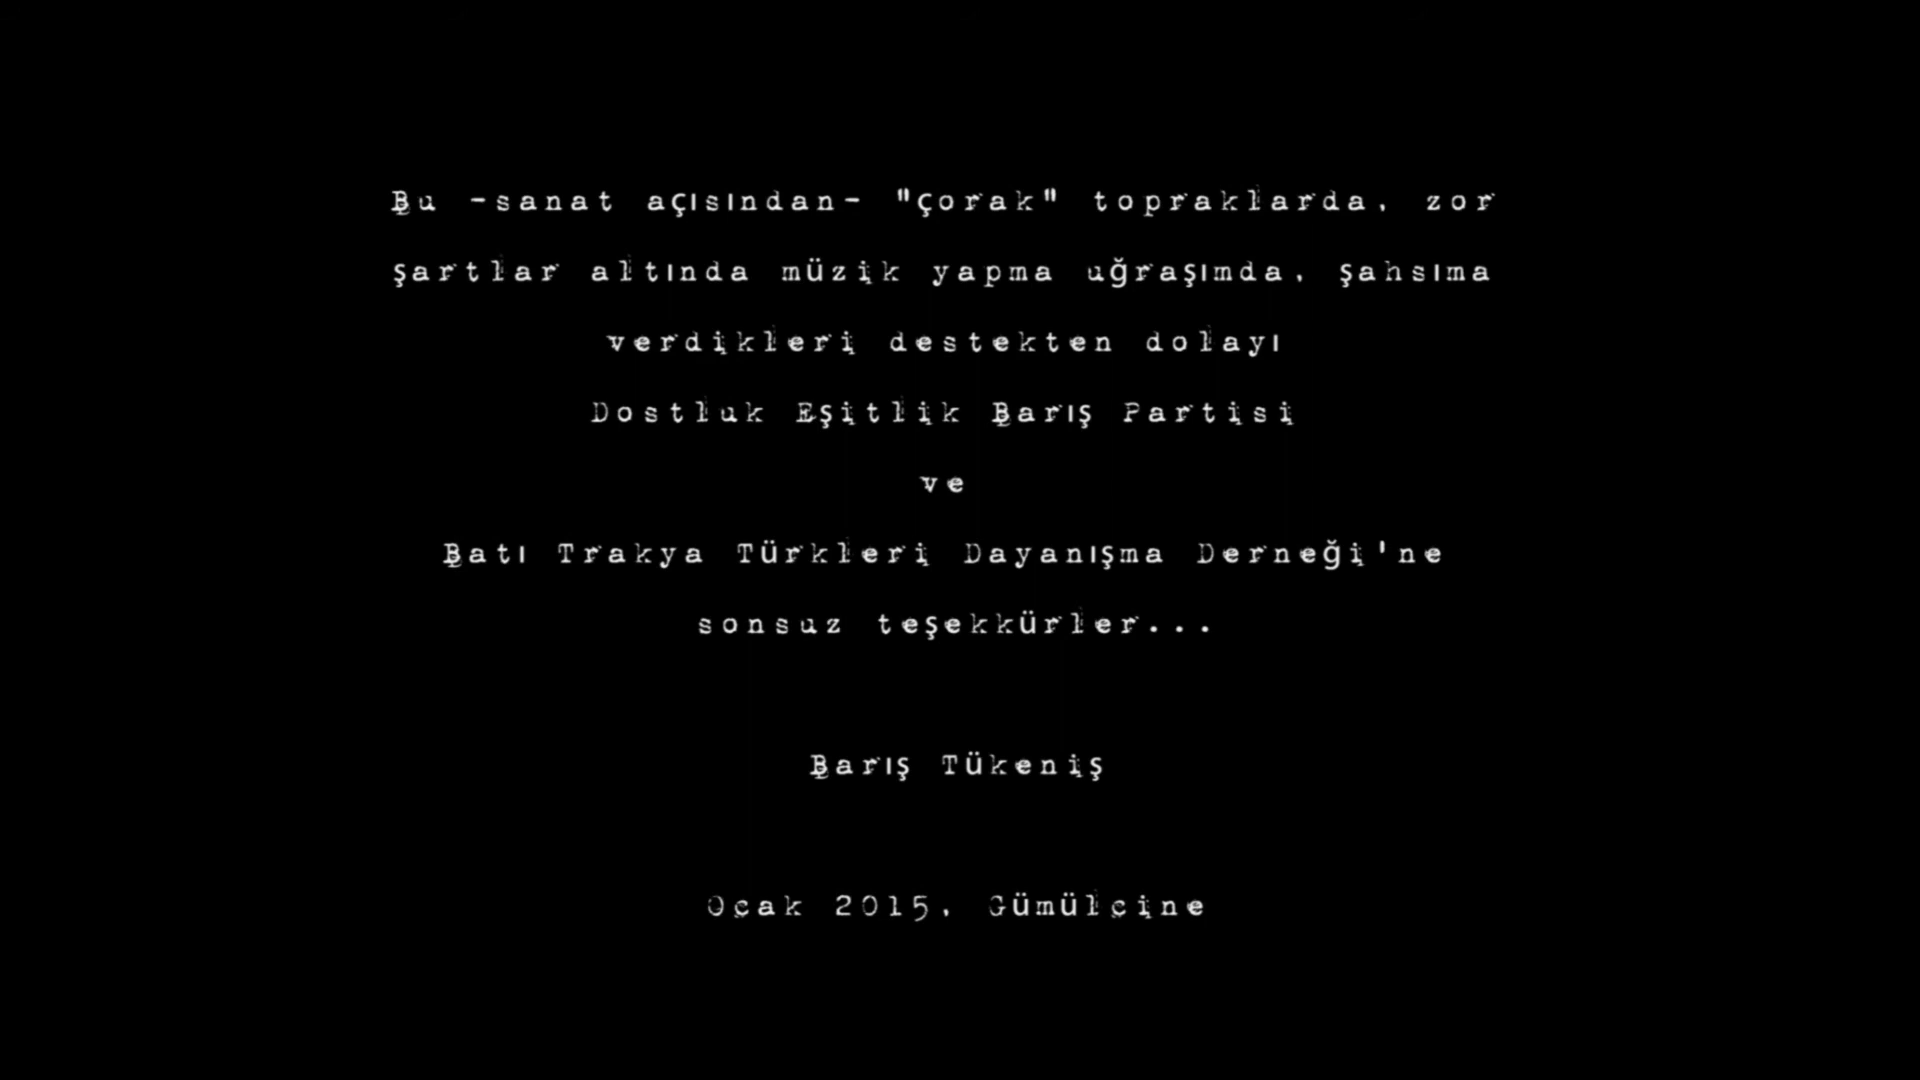 Bu -sanat açısından- "çorak" topraklarda, zor
şartlar altında müzik yapma uğraşımda, şahsıma
verdikleri destekten dolayı
Dostluk Eşitlik Barış Partisi
ve
Batı Trakya Türkleri Dayanışma Derneği'ne
sonsuz teşekkürler...
Barış Tükeniş
Ocak 2015, Gümülcine